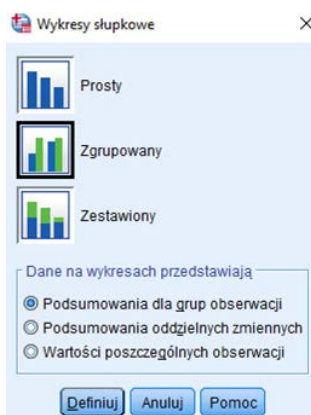 Wykresy słupkowe
Prosty
Zgrupowany
Zestawiony
Dane na wykresach przedstawiają
Podsumowania dla grup obserwacji
Podsumowania oddzielnych zmiennych
Wartości poszczególnych obserwacji
Definiuj Anuluj Pomoc